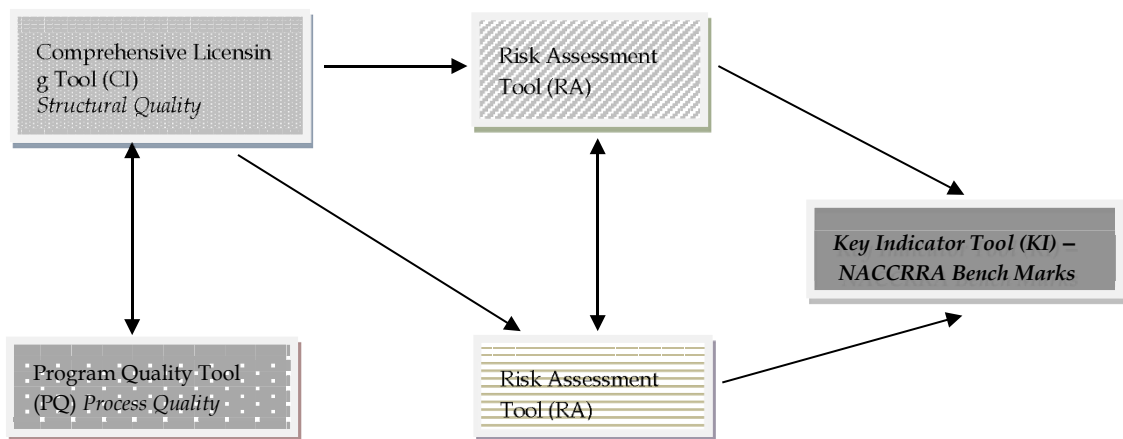 Comprehensive Licensin
g Tool (CI)
Structural Quality
Risk Assessment
Tool (RA)
Key Indicator Tool (KI) –
NACCRRA Bench Marks
Program Quality Tool
(PQ) Process Quality
Risk Assessment
Tool (RA)